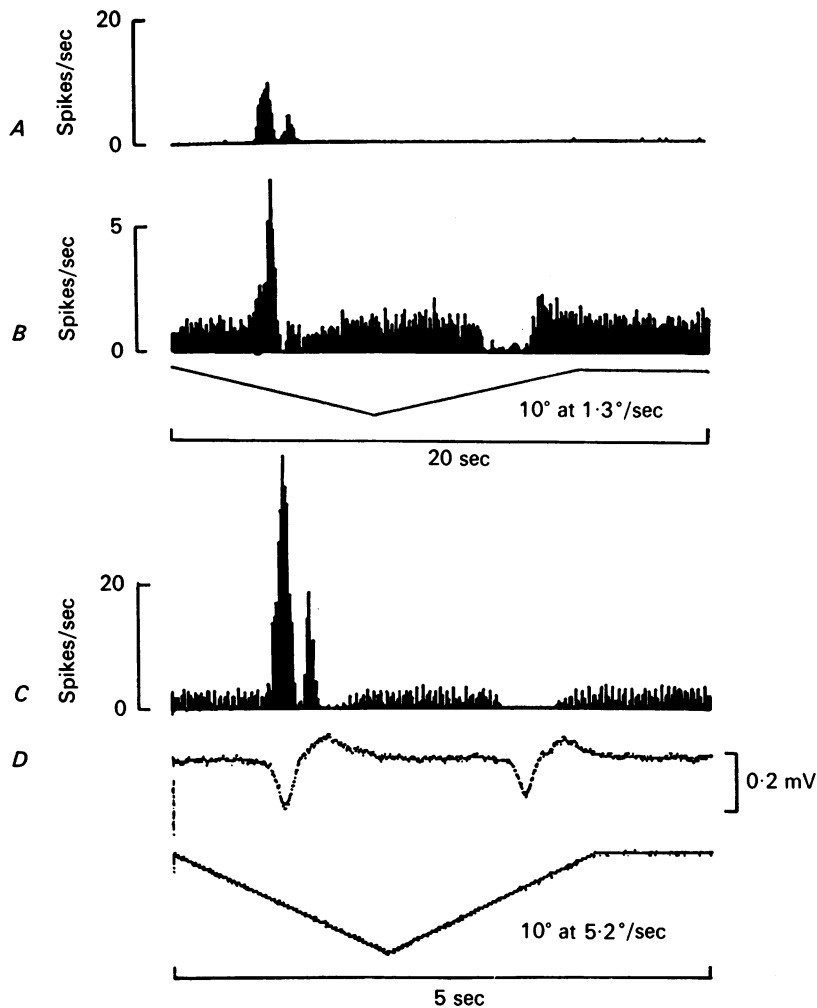 20
Spikes/sec
A
0
5
Spikes/sec
B
0
10° at 1·3°/sec
20 sec
20
Spikes/sec
C
0
D
0·2 mV
10° at 5·2°/sec
5 sec